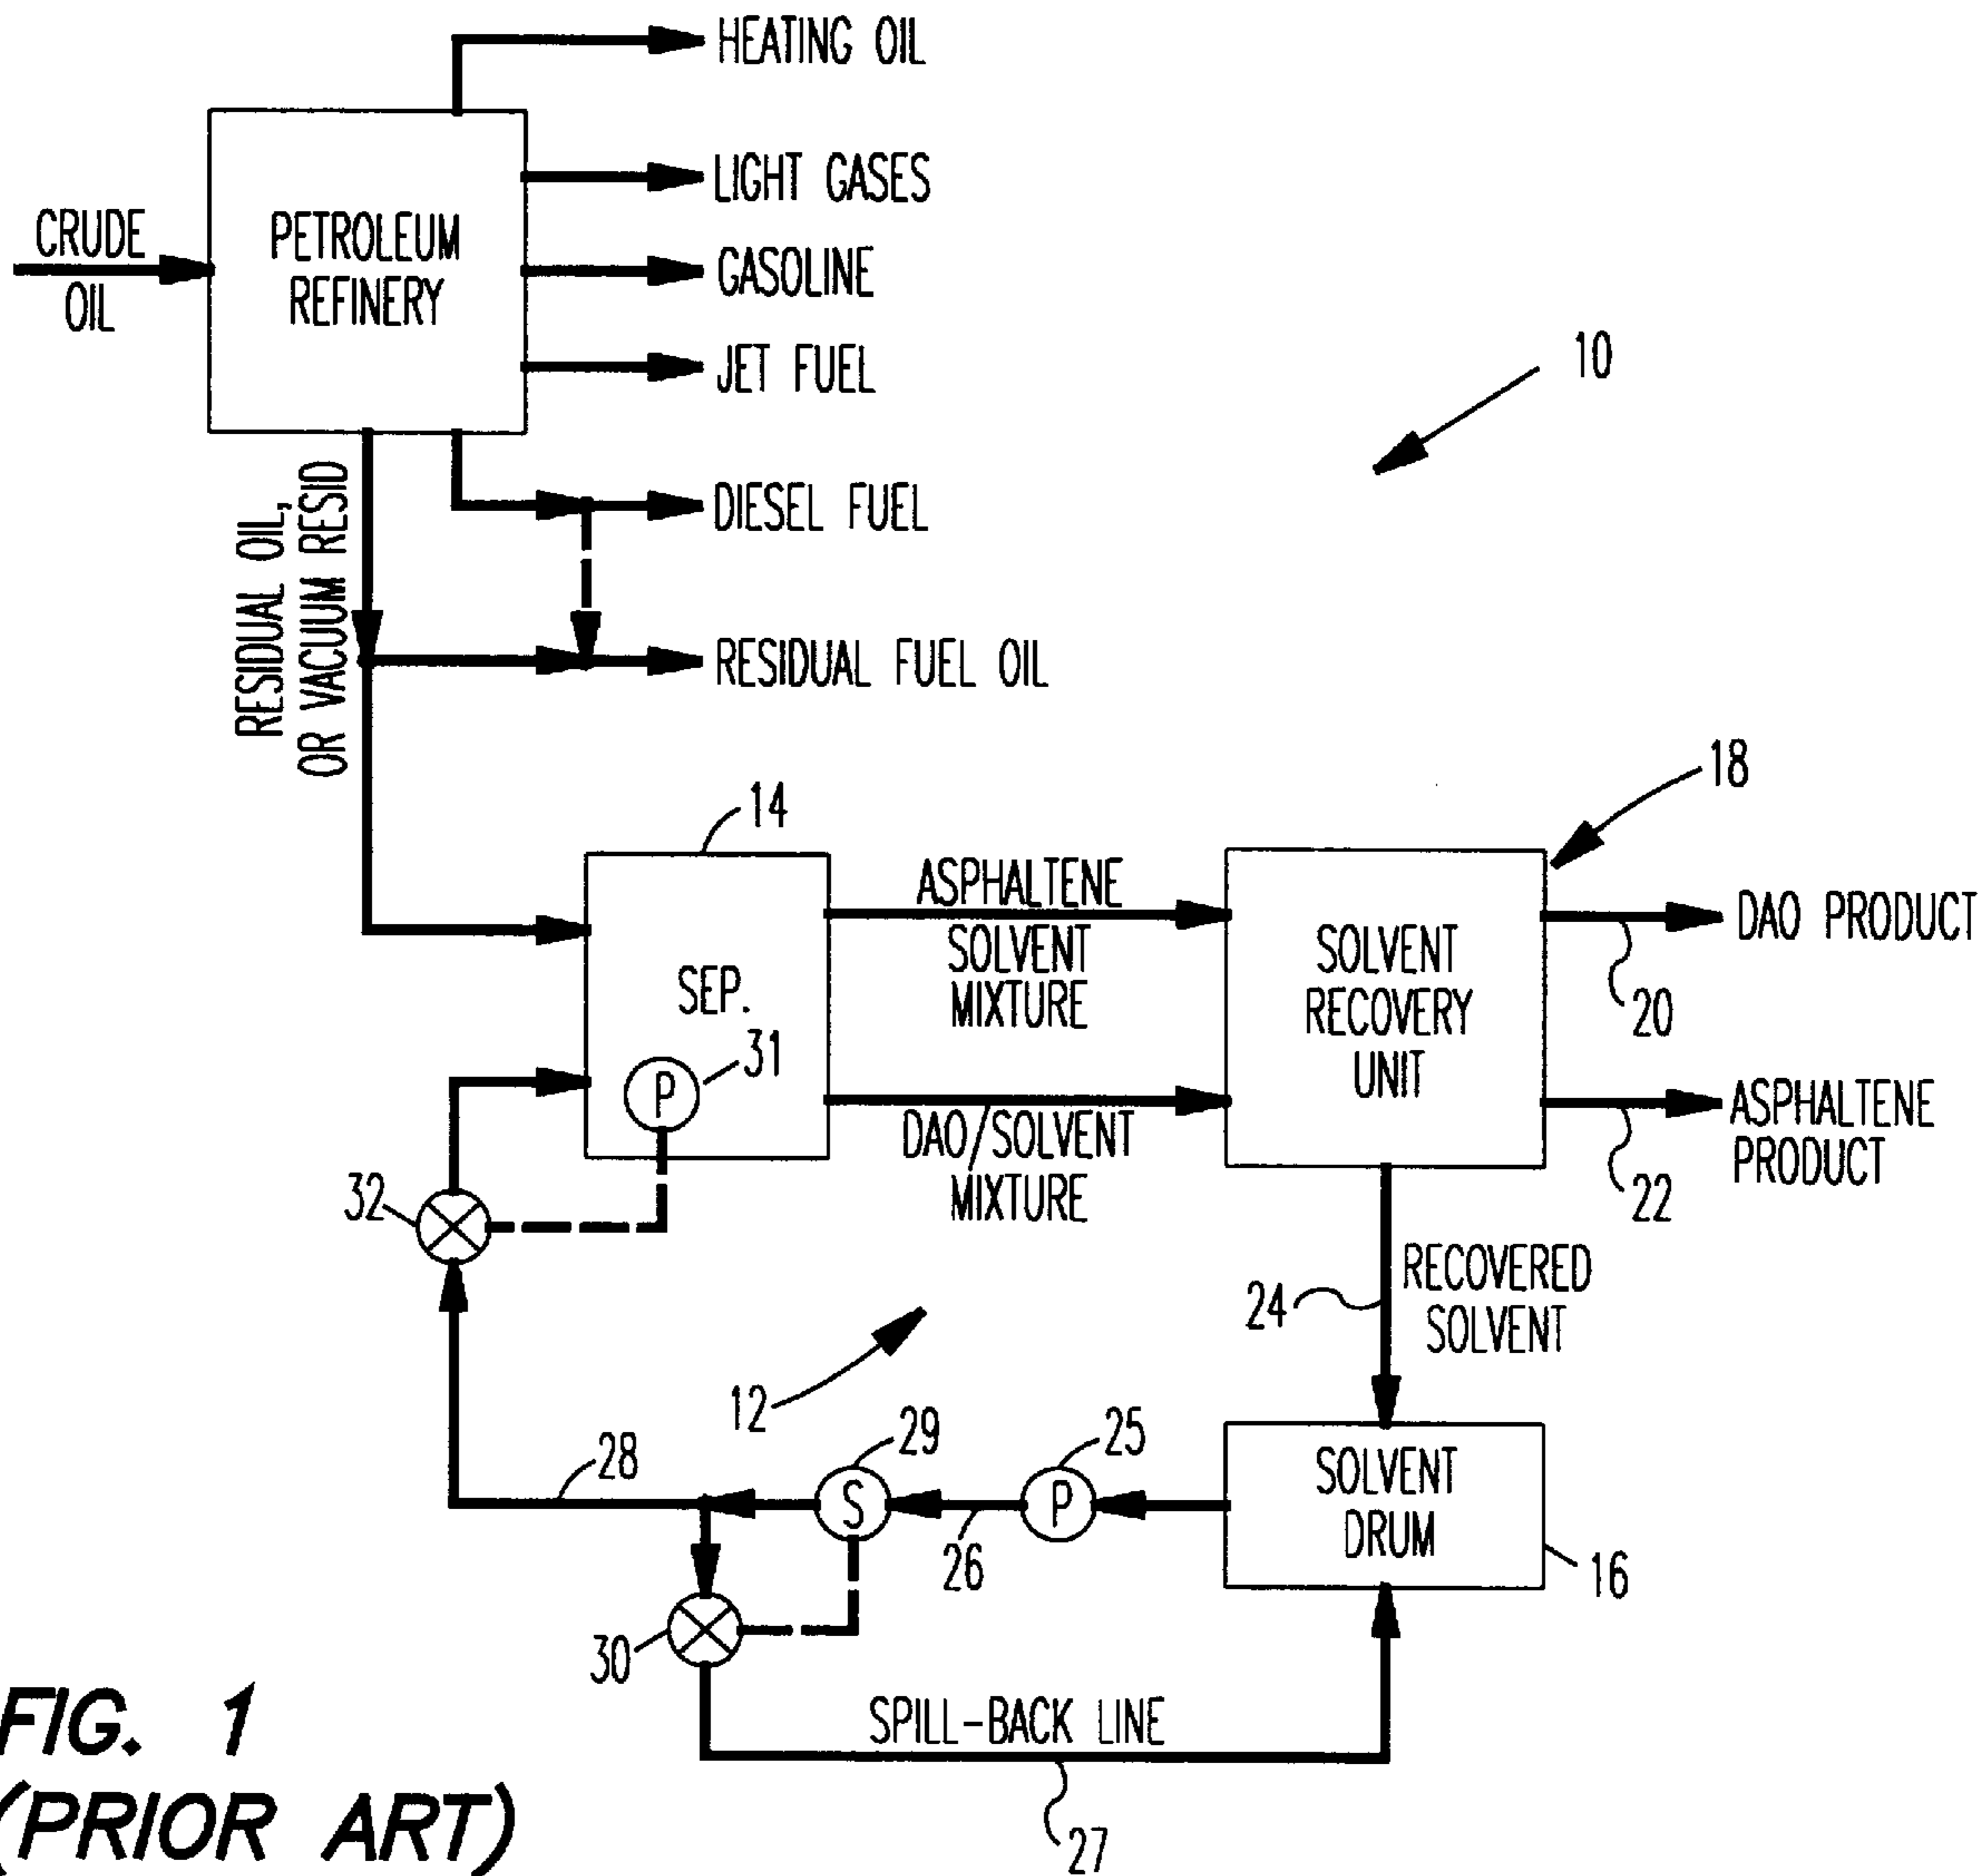 HEATING OIL
LIGHT GASES
CRUDE
OIL
PETROLEUM
REFINERY
GASOLINE
JET FUEL
10
DIESEL FUEL
RESIDUAL OIL,
OR VACUUM RESID
RESIDUAL FUEL OIL
18
14
ASPHALTENE
SOLVENT
MIXTURE
SEP.
P
31
DAO/SOLVENT
MIXTURE
SOLVENT
RECOVERY
UNIT
DAO PRODUCT
20
ASPHALTENE
PRODUCT
22
32
RECOVERED
SOLVENT
24
12
28
29
S
25
P
26
SOLVENT
DRUM
16
30
SPILL-BACK LINE
27
FIG. 1
(PRIOR ART)